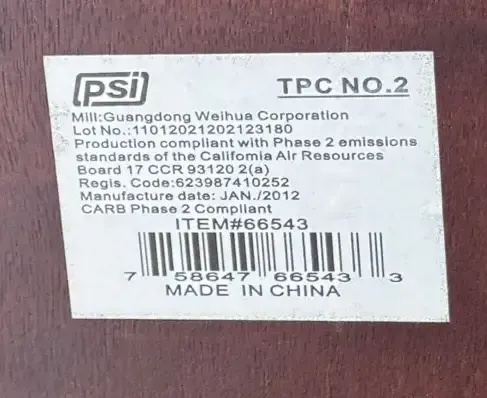 psi TPC NO.2
Mill:Guangdong Weihua Corporation
Lot No.:11012021202123180
Production compliant with Phase 2 emissions
standards of the California Air Resources
Board 17 CCR 93120 2(a)
Regis. Code:623987410252
Manufacture date: JAN./2012
CARB Phase 2 Compliant
ITEM#66543
7 58647 66543 3
MADE IN CHINA